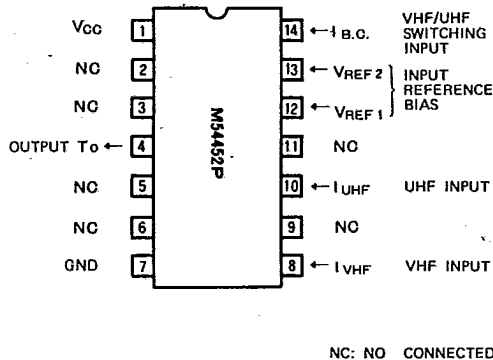 VCC 1
NC 2
NC 3
OUTPUT To 4
NC 5
NC 6
GND 7
M54452P
14 I B.C. VHF/UHF SWITCHING INPUT
13 VREF 2 INPUT REFERENCE BIAS
12 VREF 1
11 NC
10 IUHF UHF INPUT
9 NC
8 IVHF VHF INPUT
NC: NO CONNECTED